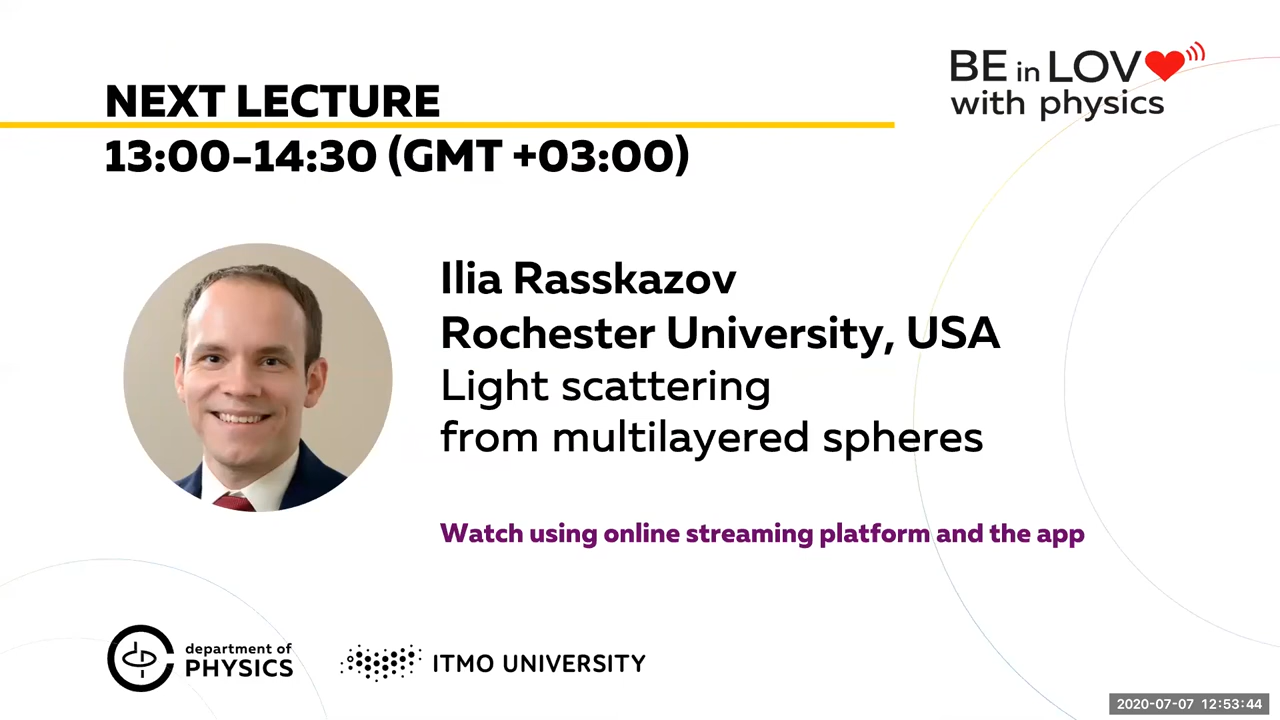 BE in LOV
with physics
NEXT LECTURE
13:00-14:30 (GMT +03:00)
Ilia Rasskazov
Rochester University, USA
Light scattering
from multilayered spheres
Watch using online streaming platform and the app
department of
PHYSICS
ITMO UNIVERSITY
2020-07-07 12:53:44